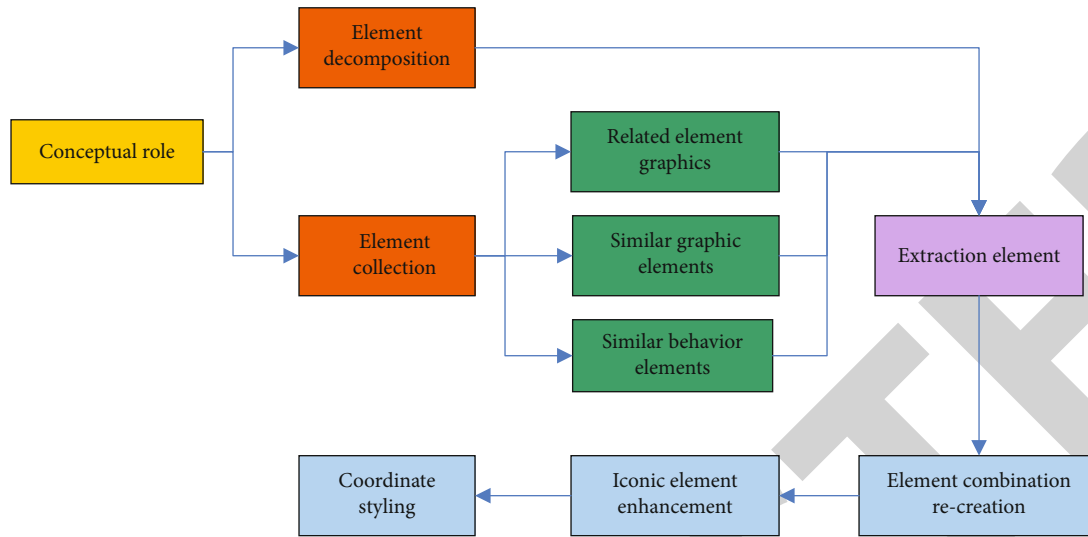 Element
decomposition
Conceptual role
Related element
graphics
Element
collection
Similar graphic
elements
Extraction element
Similar behavior
elements
Coordinate
styling
Iconic element
enhancement
Element combination
re-creation